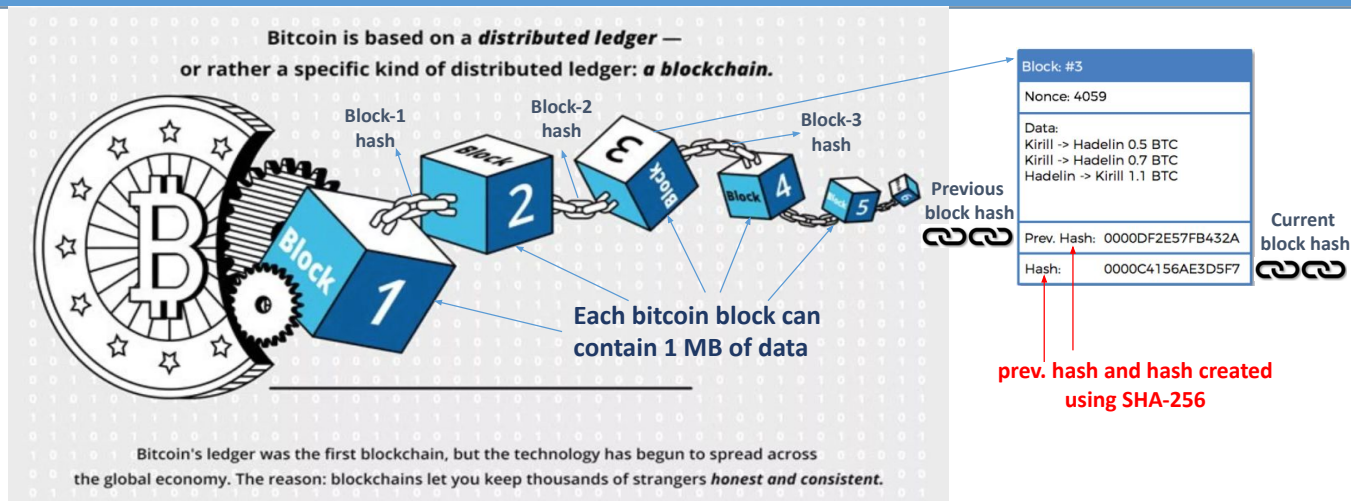 Bitcoin is based on a distributed ledger —
or rather a specific kind of distributed ledger: a blockchain.
Block-1
hash
Block-2
hash
Block-3
hash
Block
1
Block
2
Block
3
Block
4
Block
5
Each bitcoin block can
contain 1 MB of data
Bitcoin's ledger was the first blockchain, but the technology has begun to spread across
the global economy. The reason: blockchains let you keep thousands of strangers honest and consistent.
Previous
block hash
Block: #3
Nonce: 4059
Data:
Kirill -> Hadelin 0.5 BTC
Kirill -> Hadelin 0.7 BTC
Hadelin -> Kirill 1.1 BTC
Prev. Hash: 0000DF2E57FB432A
Hash: 0000C4156AE3D5F7
Current
block hash
prev. hash and hash created
using SHA-256